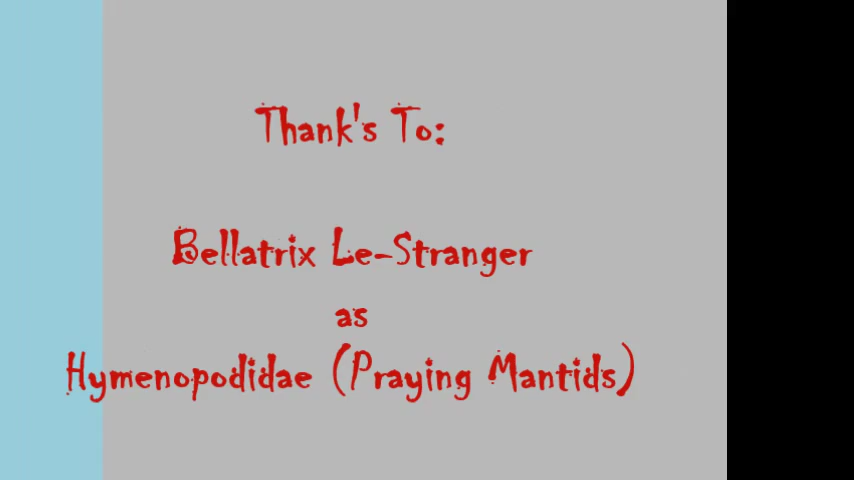 Thank's To:
Bellatrix Le-Stranger
as
Hymenopodidae (Praying Mantids)